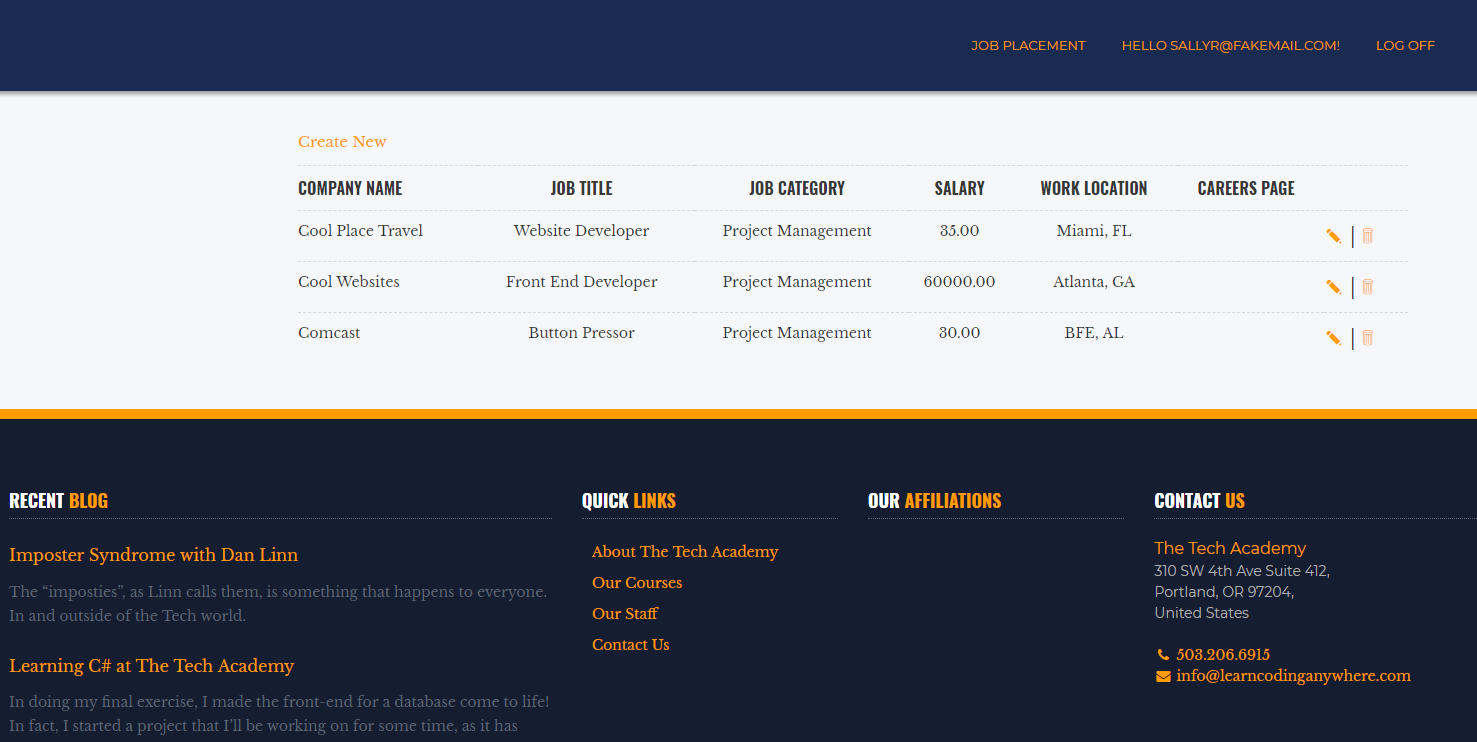 JOB PLACEMENT HELLO SALLYR@FAKEMAIL.COM! LOG OFF
Create New
COMPANY NAME JOB TITLE JOB CATEGORY SALARY WORK LOCATION CAREERS PAGE
Cool Place Travel Website Developer Project Management 35.00 Miami, FL
Cool Websites Front End Developer Project Management 60000.00 Atlanta, GA
Comcast Button Pressor Project Management 30.00 BFE, AL
RECENT BLOG
Imposter Syndrome with Dan Linn
The “imposties”, as Linn calls them, is something that happens to everyone.
In and outside of the Tech world.
Learning C# at The Tech Academy
In doing my final exercise, I made the front-end for a database come to life!
In fact, I started a project that I’ll be working on for some time, as it has
QUICK LINKS
About The Tech Academy
Our Courses
Our Staff
Contact Us
OUR AFFILIATIONS
CONTACT US
The Tech Academy
310 SW 4th Ave Suite 412,
Portland, OR 97204,
United States
503.206.6915
info@learncodinganywhere.com